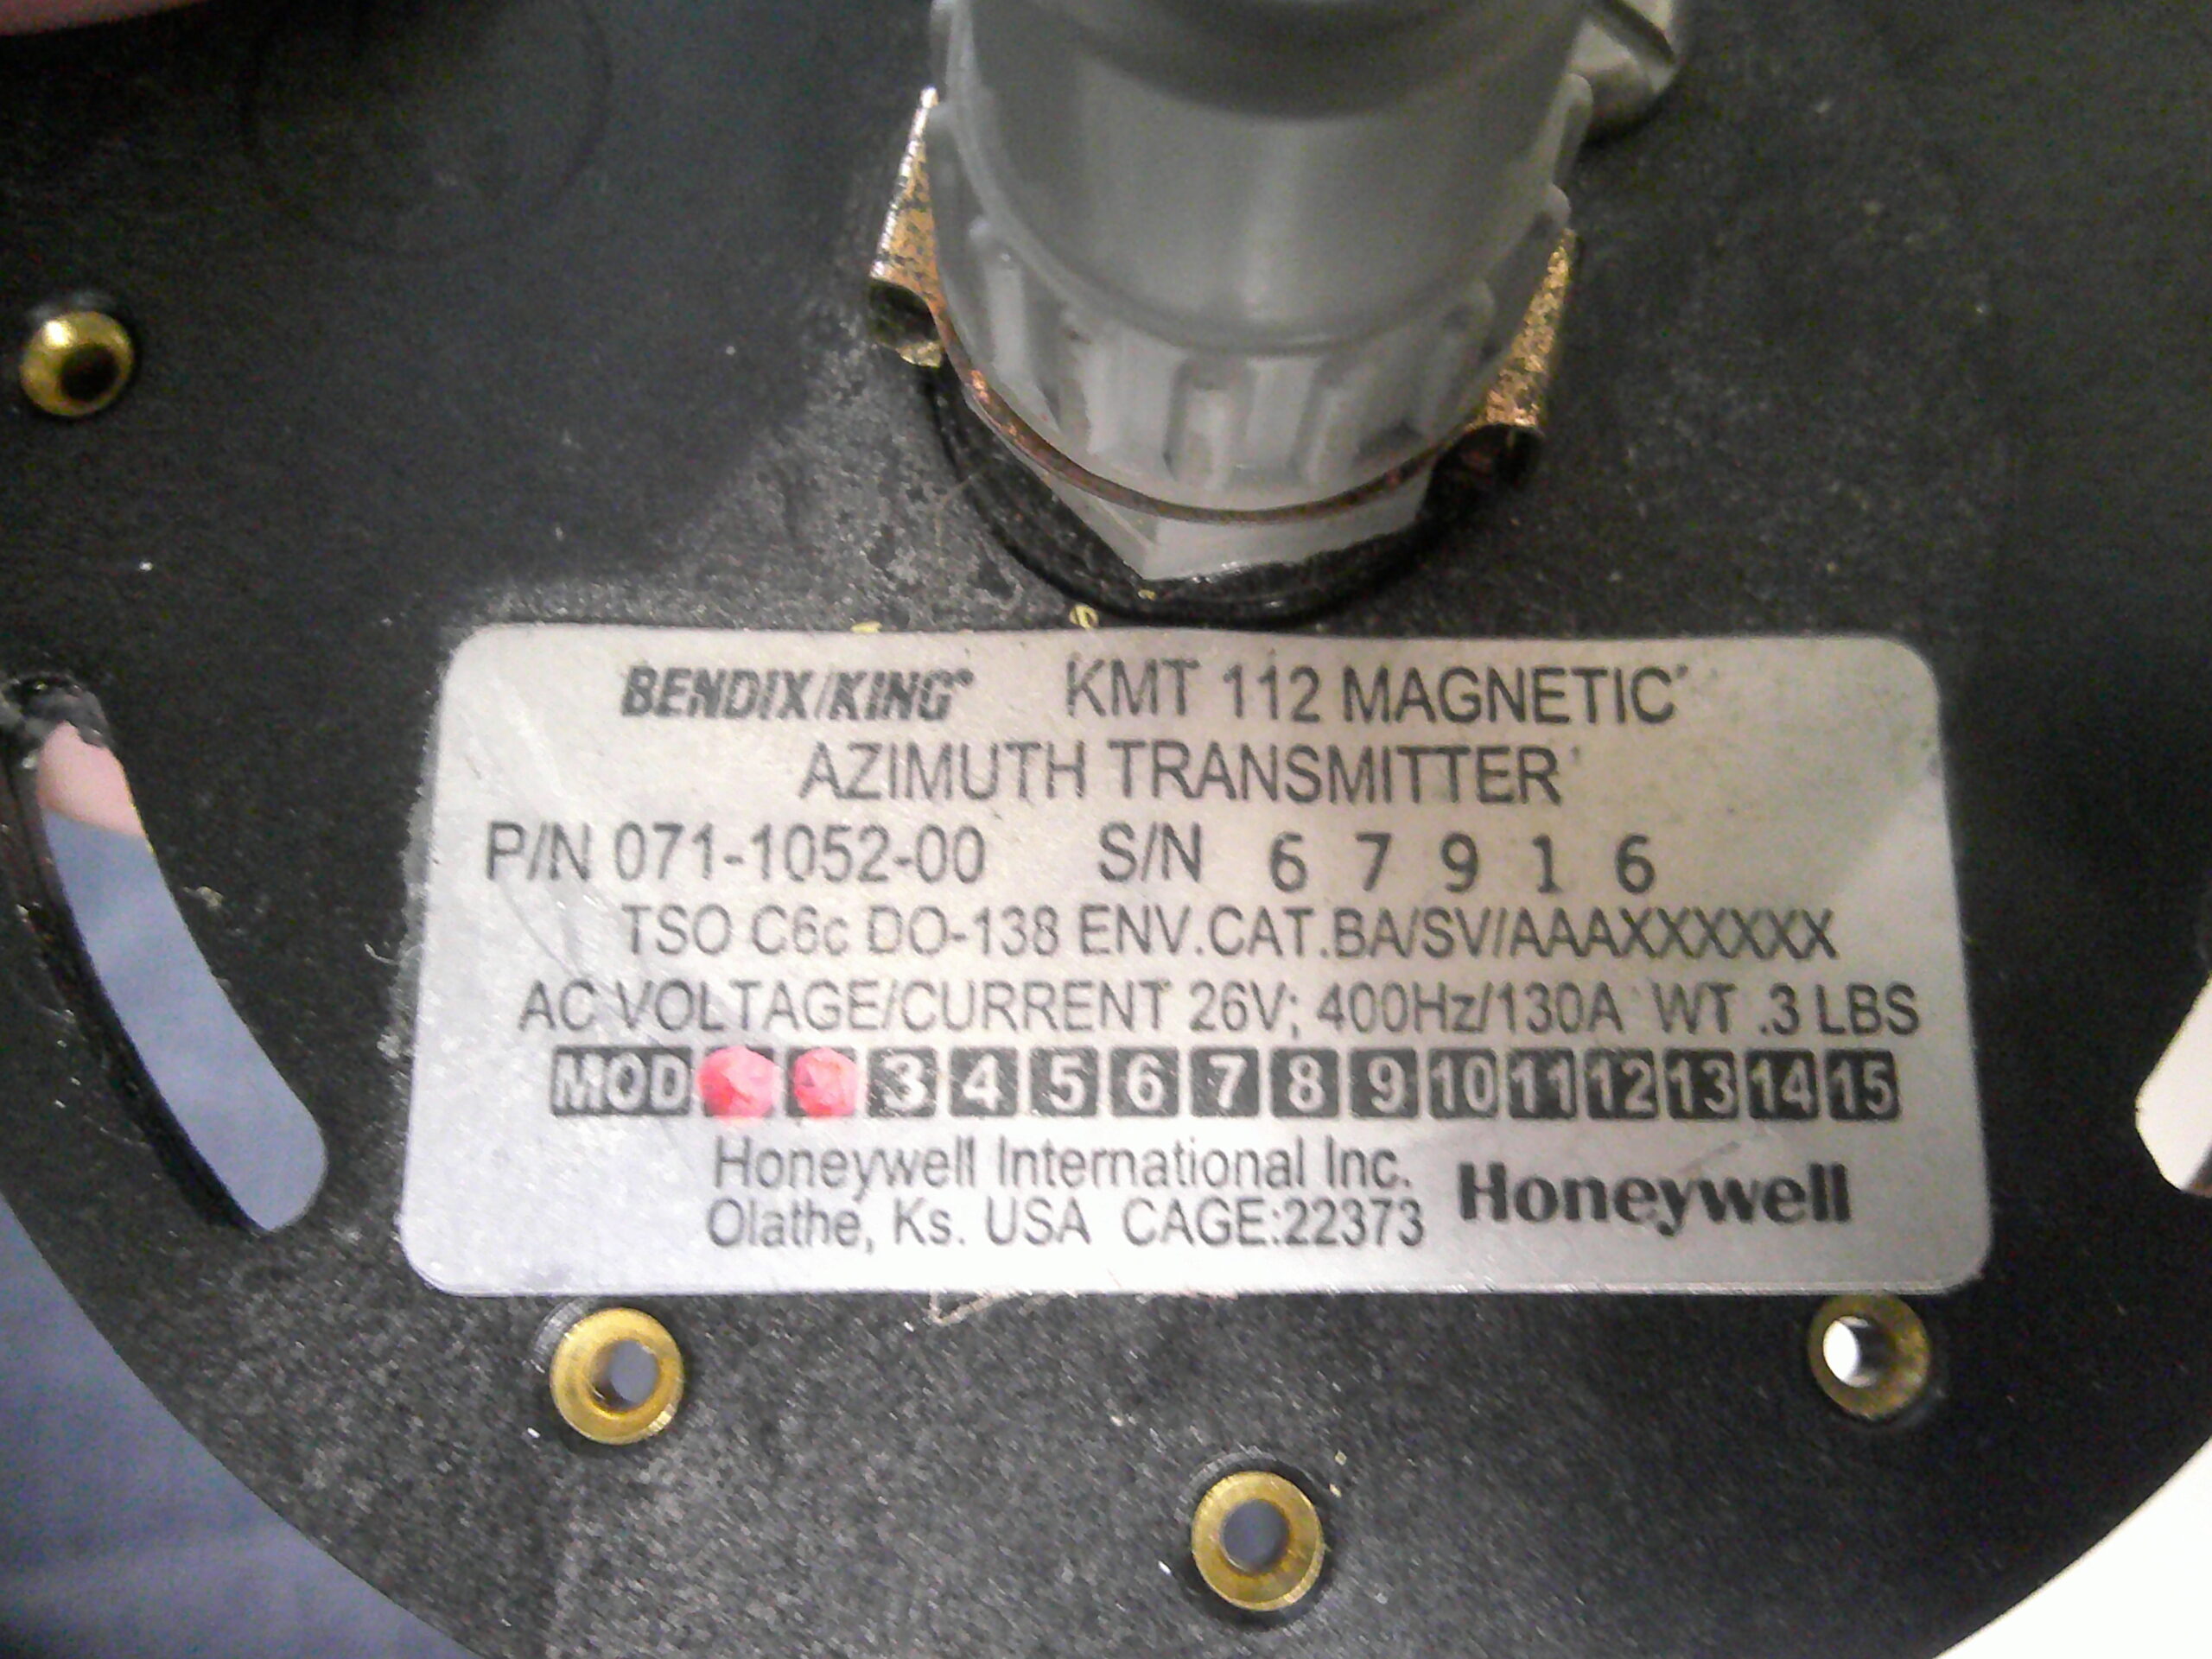 BENDIX/KING® KMT 112 MAGNETIC
AZIMUTH TRANSMITTER
P/N 071-1052-00 S/N 6 7 9 1 6
TSO C6c DO-138 ENV.CAT.BA/SV/AAAXXXXXX
AC VOLTAGE/CURRENT 26V; 400Hz/130A WT .3 LBS
MOD 3 4 5 6 7 8 9 10 11 12 13 14 15
Honeywell International Inc.
Olathe, Ks. USA CAGE:22373
Honeywell